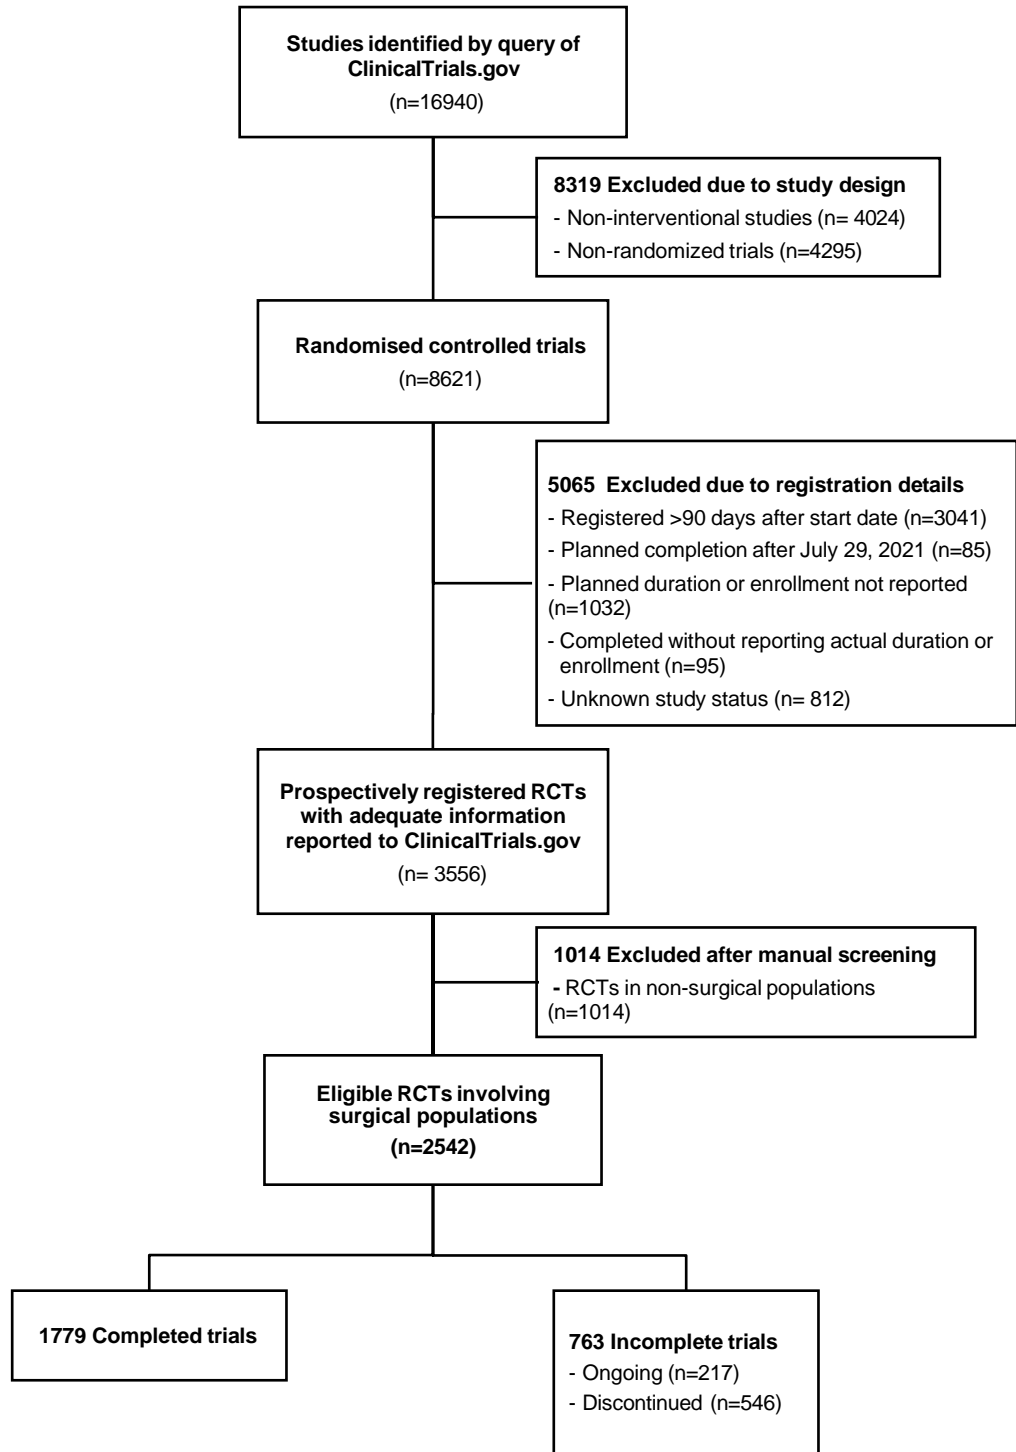 Studies identified by query of
ClinicalTrials.gov
(n=16940)
8319 Excluded due to study design
- Non-interventional studies (n= 4024)
- Non-randomized trials (n=4295)
Randomised controlled trials
(n=8621)
5065  Excluded due to registration details
- Registered >90 days after start date (n=3041)
- Planned completion after July 29, 2021 (n=85)
- Planned duration or enrollment not reported
(n=1032)
- Completed without reporting actual duration or
enrollment (n=95)
- Unknown study status (n= 812)
Prospectively registered RCTs
with adequate information
reported to ClinicalTrials.gov
(n= 3556)
1014 Excluded after manual screening
- RCTs in non-surgical populations
(n=1014)
Eligible RCTs involving
surgical populations
(n=2542)
1779 Completed trials
763 Incomplete trials
- Ongoing (n=217)
- Discontinued (n=546)